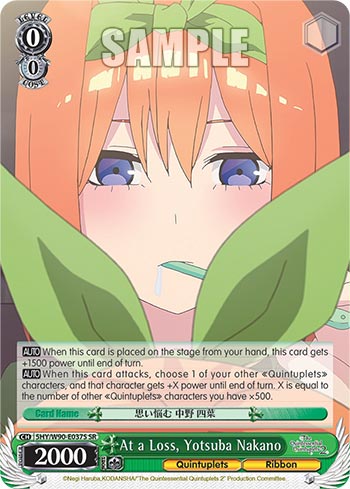 LEVEL
0
SAMPLE
0
COST
AUTO When this card is placed on the stage from your hand, this card gets
+1500 power until end of turn.
AUTO When this card attacks, choose 1 of your other «Quintuplets»
characters, and that character gets +X power until end of turn. X is equal to
the number of other «Quintuplets» characters you have ×500.
Card Name
思い悩む 中野 四葉
CH 5HY/W90-E037S SR
At a Loss, Yotsuba Nakano
POWER
2000
Quintuplets
Ribbon
©Negi Haruba,KODANSHA/"The Quintessential Quintuplets 2" Production Committee.